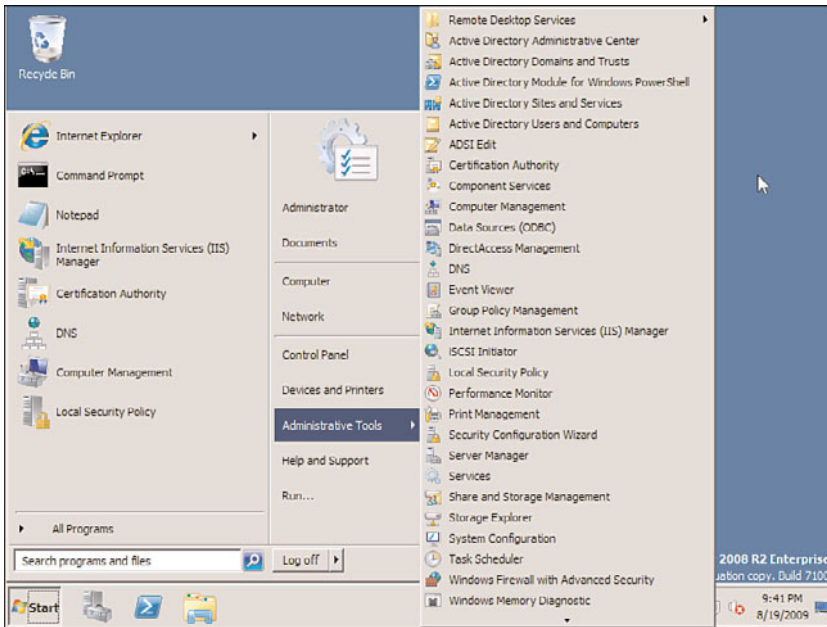 Recycle Bin
Internet Explorer
Command Prompt
Notepad
Internet Information Services (IIS)
Manager
Certification Authority
DNS
Computer Management
Local Security Policy
All Programs
Search programs and files
Administrator
Documents
Computer
Network
Control Panel
Devices and Printers
Administrative Tools
Help and Support
Run...
Log off
Remote Desktop Services
Active Directory Administrative Center
Active Directory Domains and Trusts
Active Directory Module for Windows PowerShell
Active Directory Sites and Services
Active Directory Users and Computers
ADSI Edit
Certification Authority
Component Services
Computer Management
Data Sources (ODBC)
DirectAccess Management
DNS
Event Viewer
Group Policy Management
Internet Information Services (IIS) Manager
iSCSI Initiator
Local Security Policy
Performance Monitor
Print Management
Security Configuration Wizard
Server Manager
Services
Share and Storage Management
Storage Explorer
System Configuration
Task Scheduler
Windows Firewall with Advanced Security
Windows Memory Diagnostic
2008 R2 Enterprise
uation copy. Build 7100
Start
9:41 PM
8/19/2009